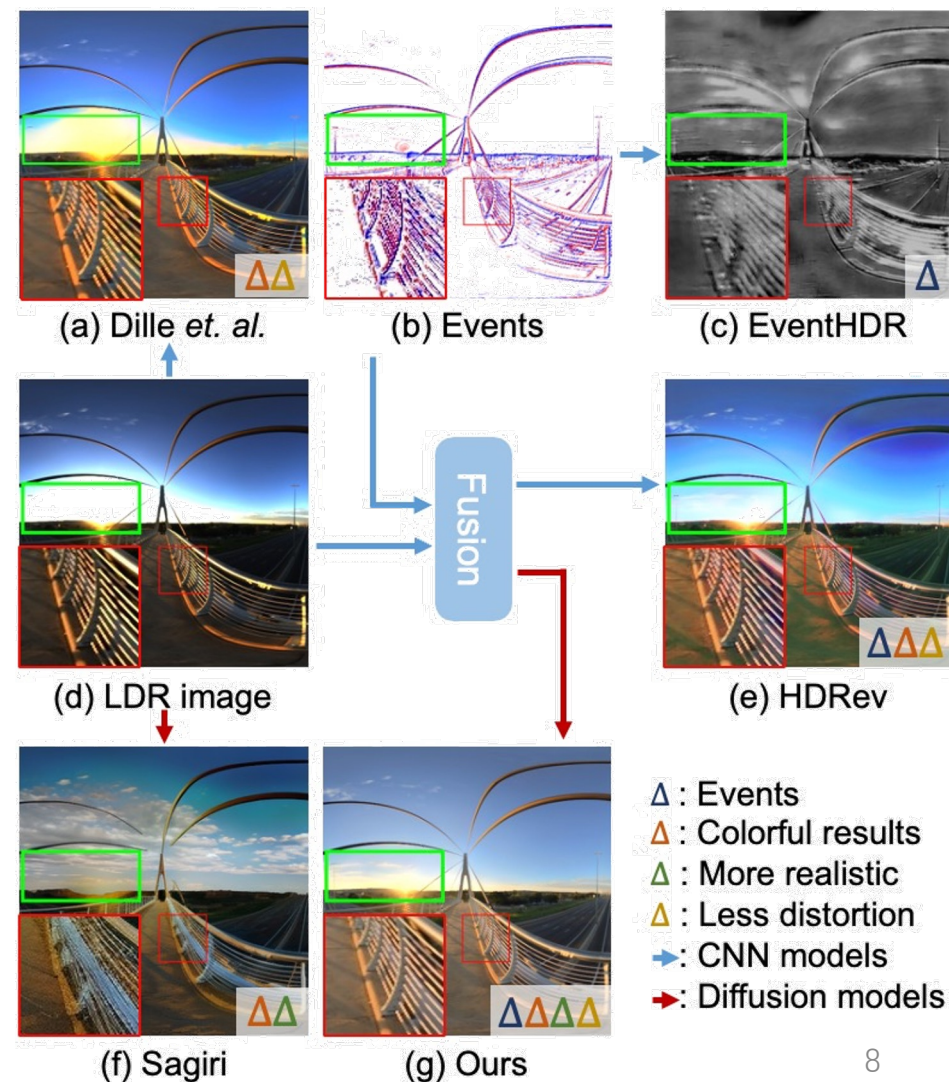 (a) Dille et. al.
(b) Events
(c) EventHDR
Fusion
(d) LDR image
(e) HDRev
Δ : Events
Δ : Colorful results
Δ : More realistic
Δ : Less distortion
→: CNN models
→: Diffusion models
(f) Sagiri
(g) Ours
8